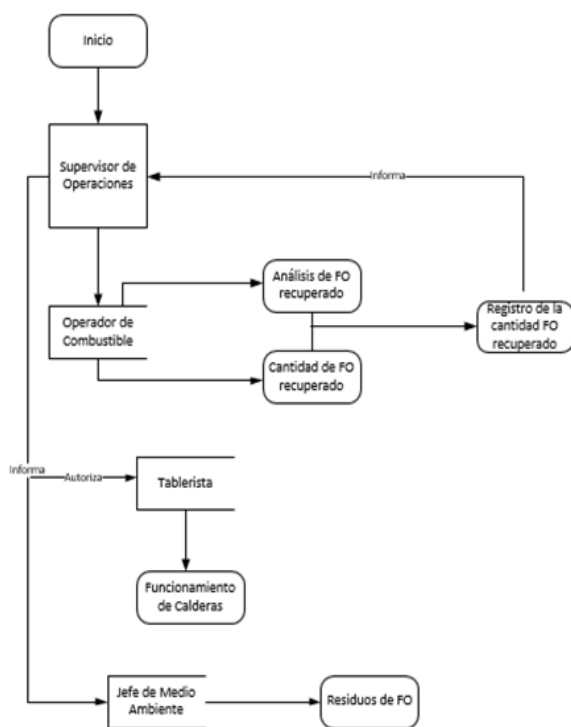 Inicio
Supervisor de
Operaciones
Informa
Análisis de FO
recuperado
Operador de
Combustible
Registro de la
cantidad FO
recuperado
Cantidad de FO
recuperado
Informa
Autoriza
Tablerista
Funcionamiento
de Calderas
Jefe de Medio
Ambiente
Residuos de FO